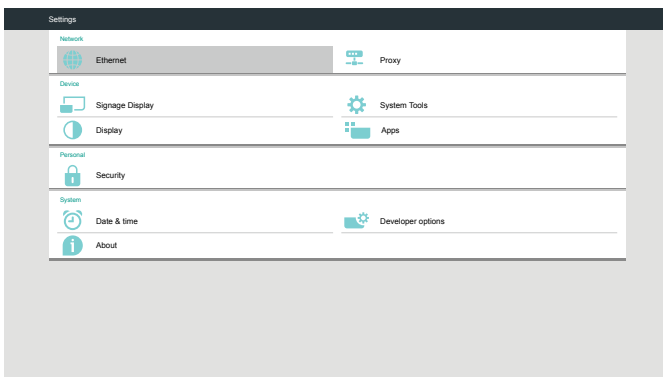 Settings
Network
Ethernet
Proxy
Device
Signage Display
System Tools
Display
Apps
Personal
Security
System
Date & time
Developer options
About